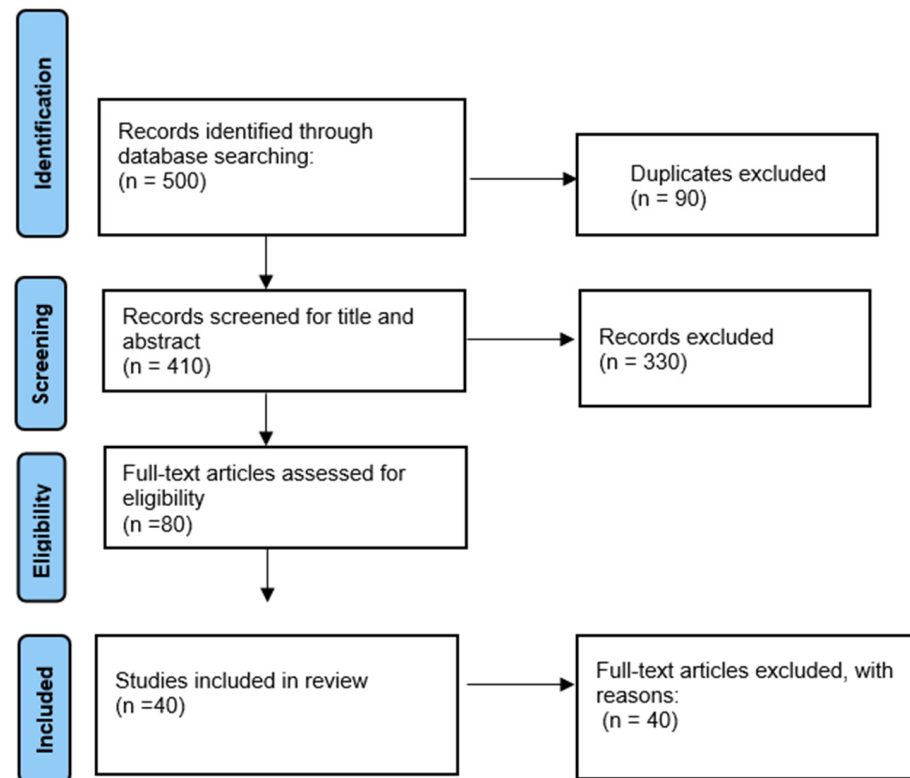 Identification
Records identified through
database searching:
(n = 500)
Duplicates excluded
(n = 90)
Screening
Records screened for title and
abstract
(n = 410)
Records excluded
(n = 330)
Eligibility
Full-text articles assessed for
eligibility
(n =80)
Included
Studies included in review
(n =40)
Full-text articles excluded, with
reasons:
(n = 40)